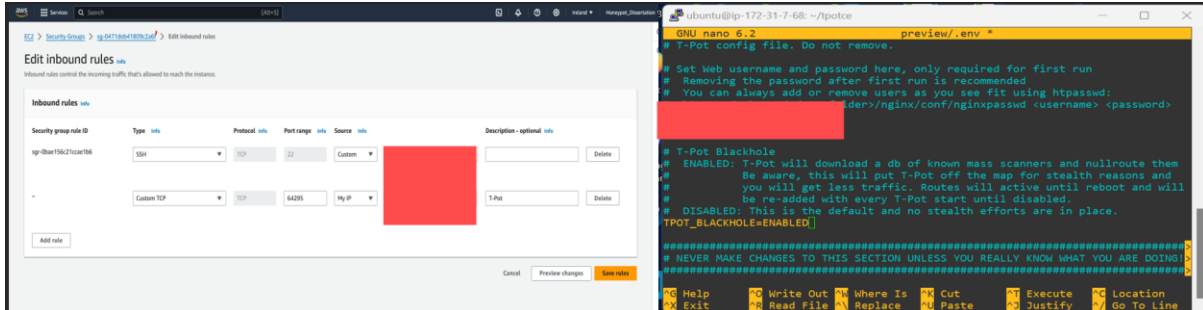 aws
Services
Search
[Alt+S]
Ireland
Honeypot_Dissertation
EC2 > Security Groups > > Edit inbound rules
Edit inbound rules Info
Inbound rules control the incoming traffic that's allowed to reach the instance.
Inbound rules Info
Security group rule ID Type Info Protocol Info Port range Info Source Info Description - optional Info
sgr-0bae156c21ccae1b6 SSH TCP 22 Custom Delete
- Custom TCP TCP 64295 My IP T-Pot Delete
Add rule
Cancel Preview changes Save rules
ubuntu@ip-172-31-7-68: ~/tpotce
GNU nano 6.2 preview/.env *
# T-Pot config file. Do not remove.
# Set Web username and password here, only required for first run
# Removing the password after first run is recommended
# You can always add or remove users as you see fit using htpasswd:
/nginx/conf/nginxpasswd <username> <password>
# T-Pot Blackhole
# ENABLED: T-Pot will download a db of known mass scanners and nullroute them
# Be aware, this will put T-Pot off the map for stealth reasons and
# you will get less traffic. Routes will active until reboot and will
# be re-added with every T-Pot start until disabled.
# DISABLED: This is the default and no stealth efforts are in place.
TPOT_BLACKHOLE=ENABLED
# NEVER MAKE CHANGES TO THIS SECTION UNLESS YOU REALLY KNOW WHAT YOU ARE DOING!>
^G Help ^O Write Out ^W Where Is ^K Cut ^T Execute ^C Location
^X Exit ^R Read File ^\ Replace ^U Paste ^J Justify ^/ Go To Line